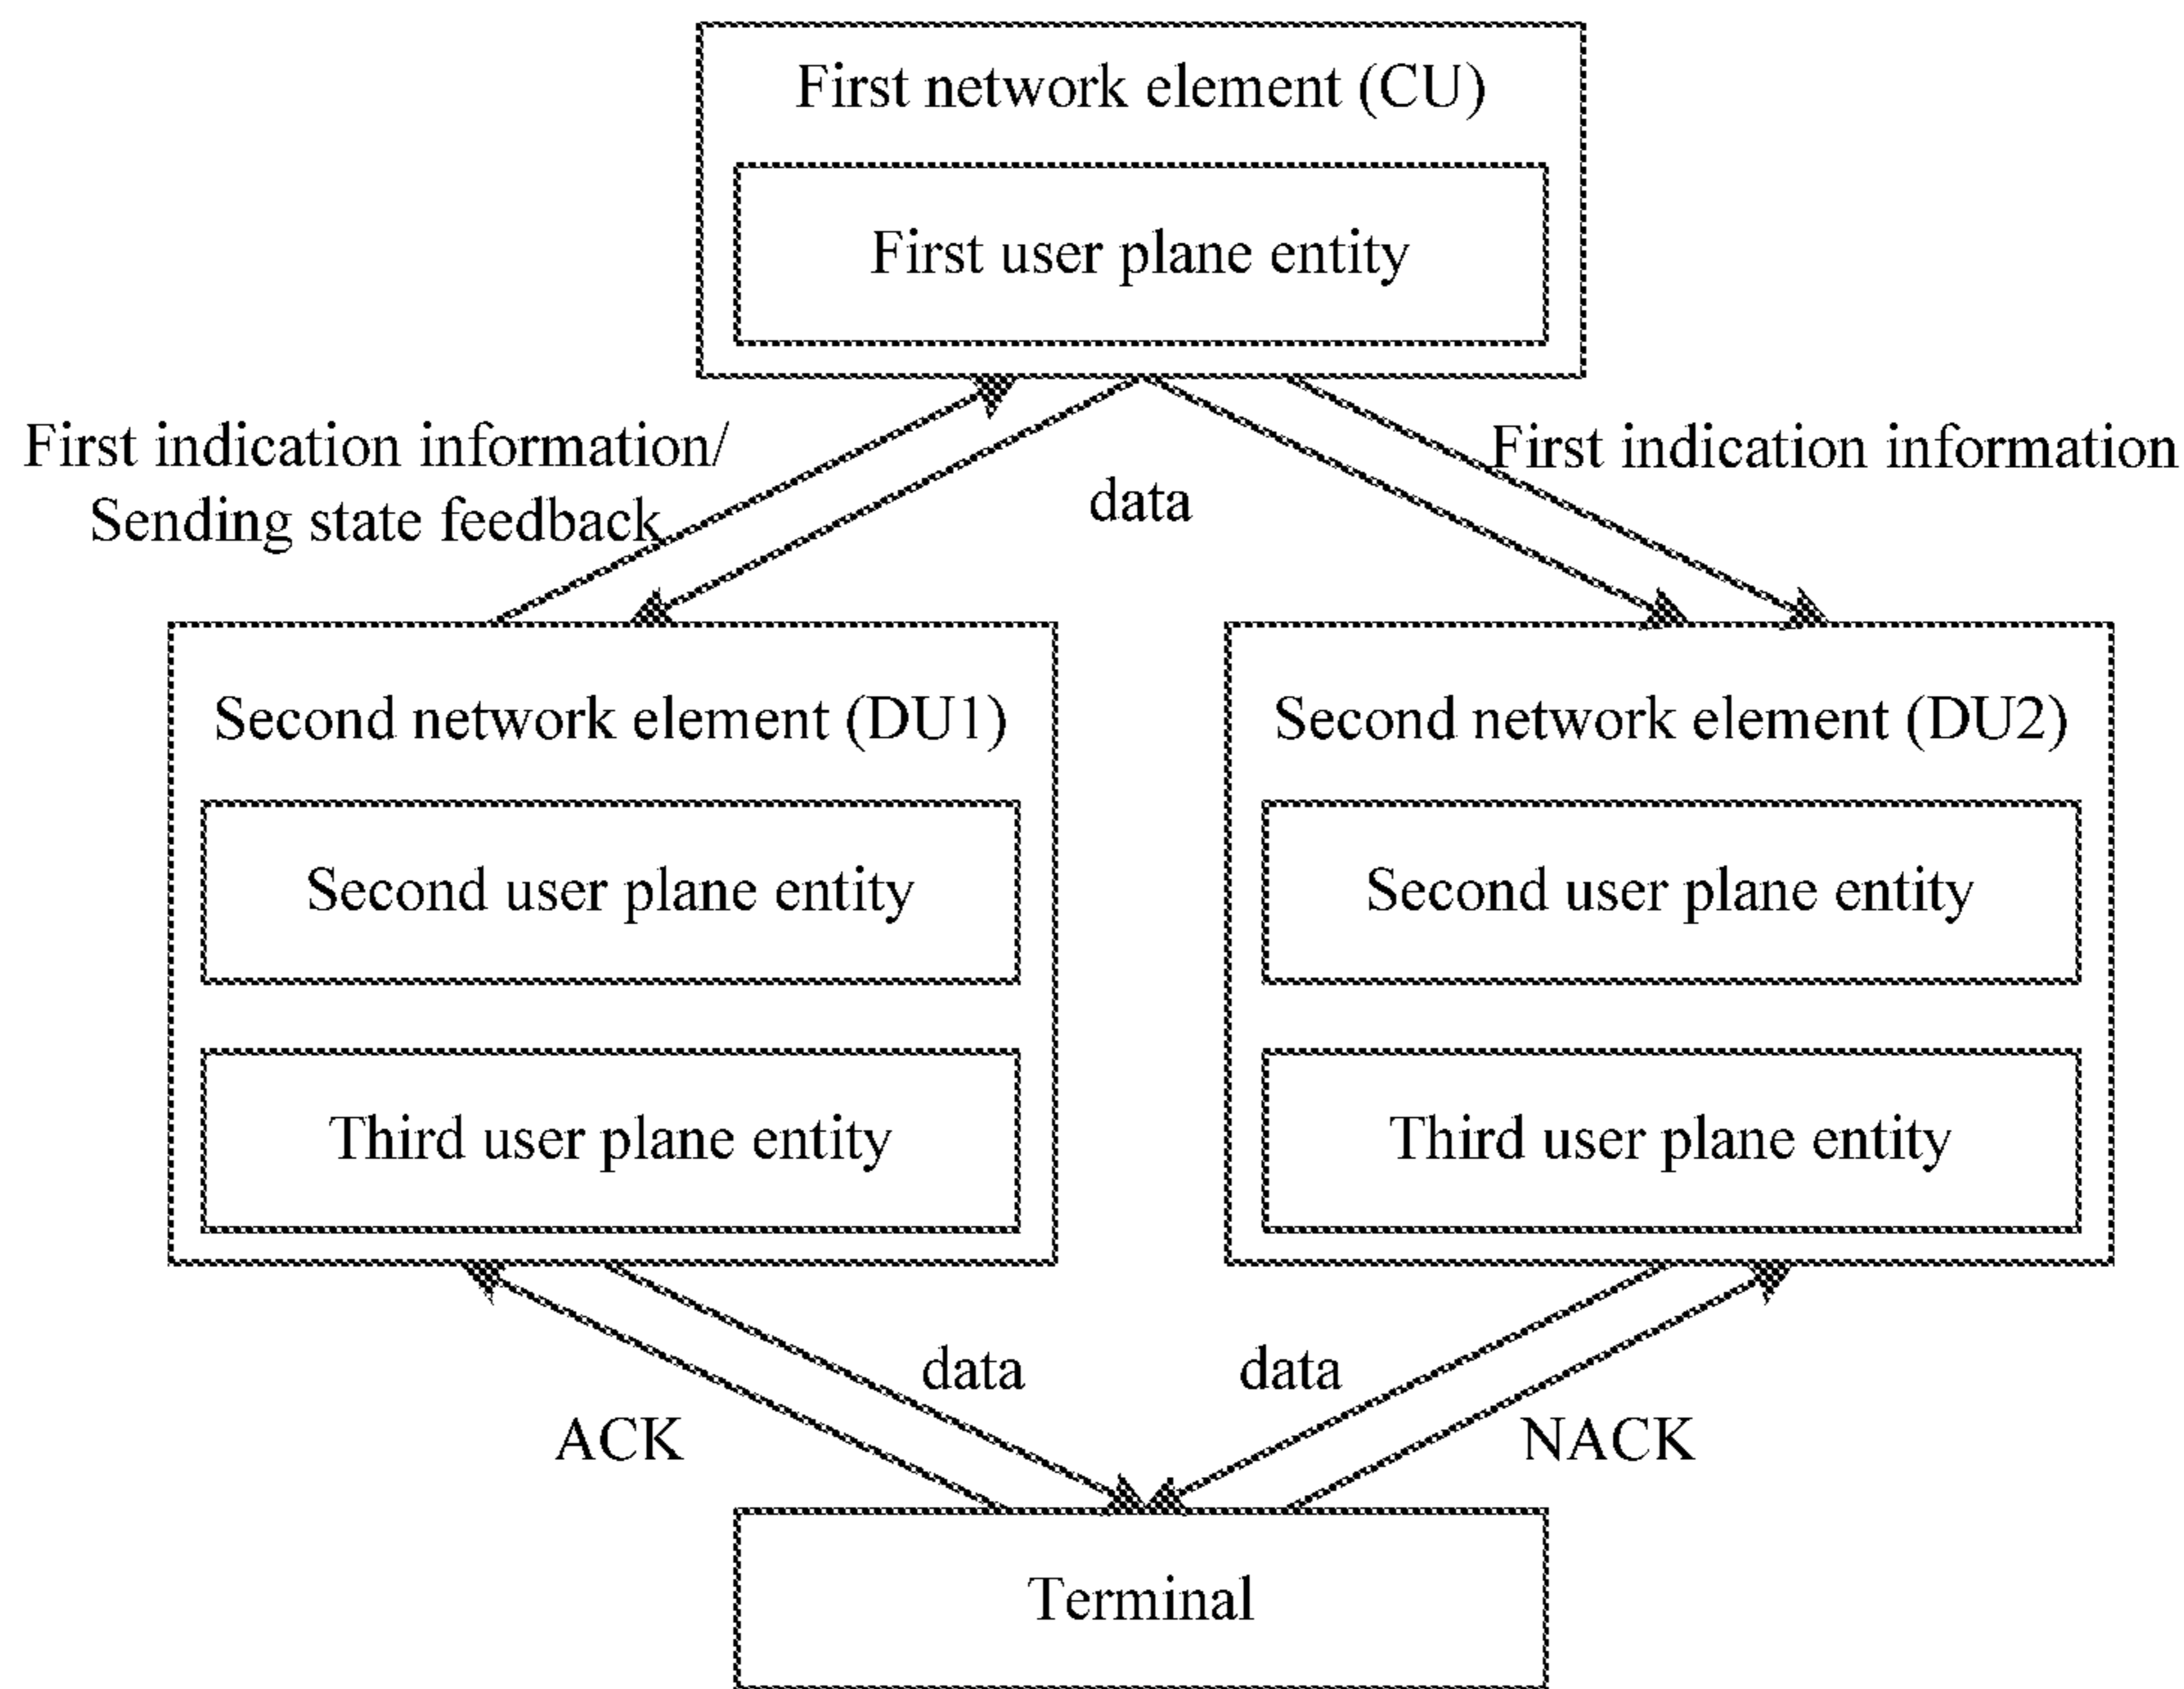 First network element (CU)
First user plane entity
First indication information/
Sending state feedback
data
First indication information
Second network element (DU1)
Second user plane entity
Third user plane entity
Second network element (DU2)
Second user plane entity
Third user plane entity
ACK
data
data
NACK
Terminal